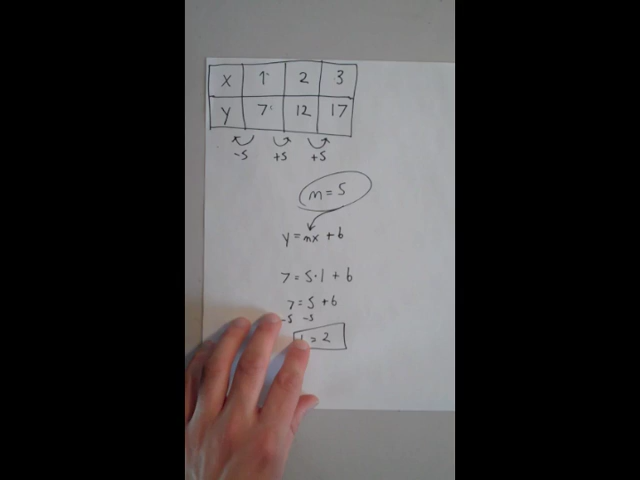 x 1 2 3
y 7 12 17
-5 +5 +5
m = 5
y = mx + b
7 = 5·1 + b
7 = 5 + b
-5 -5
= 2